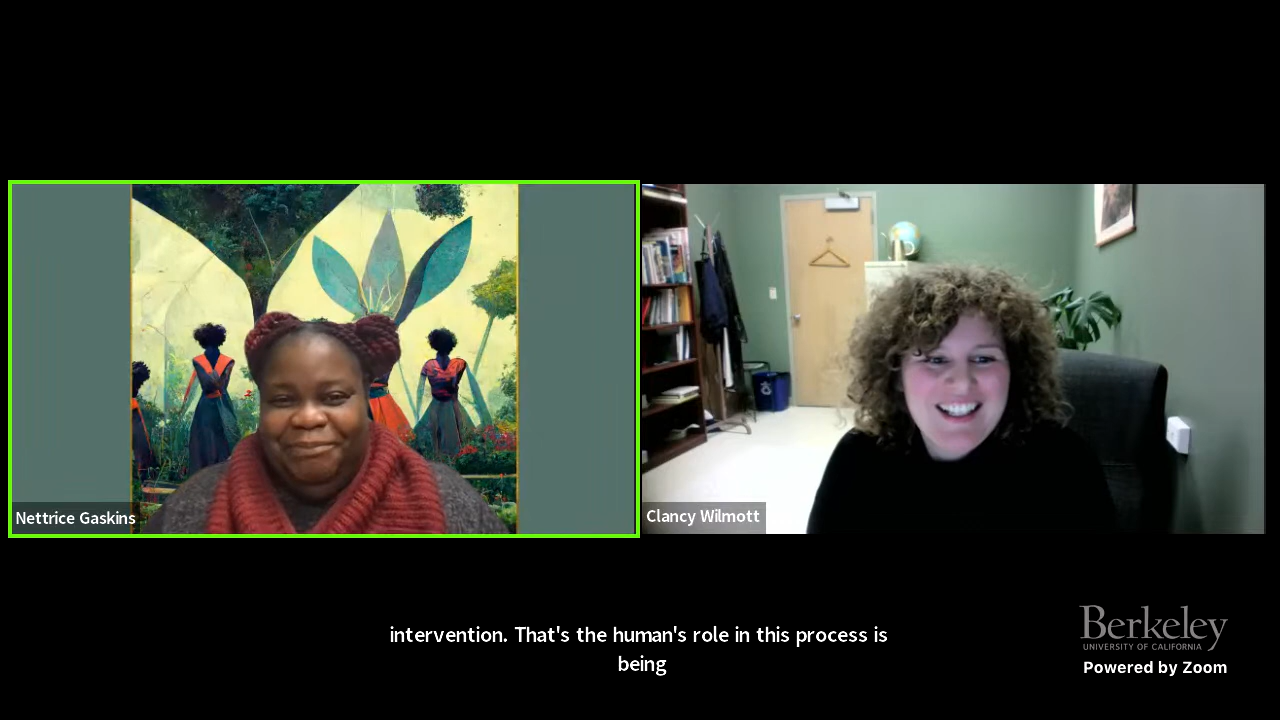 Nettrice Gaskins
Clancy Wilmott
intervention. That's the human's role in this process is
being
Berkeley
UNIVERSITY OF CALIFORNIA
Powered by Zoom